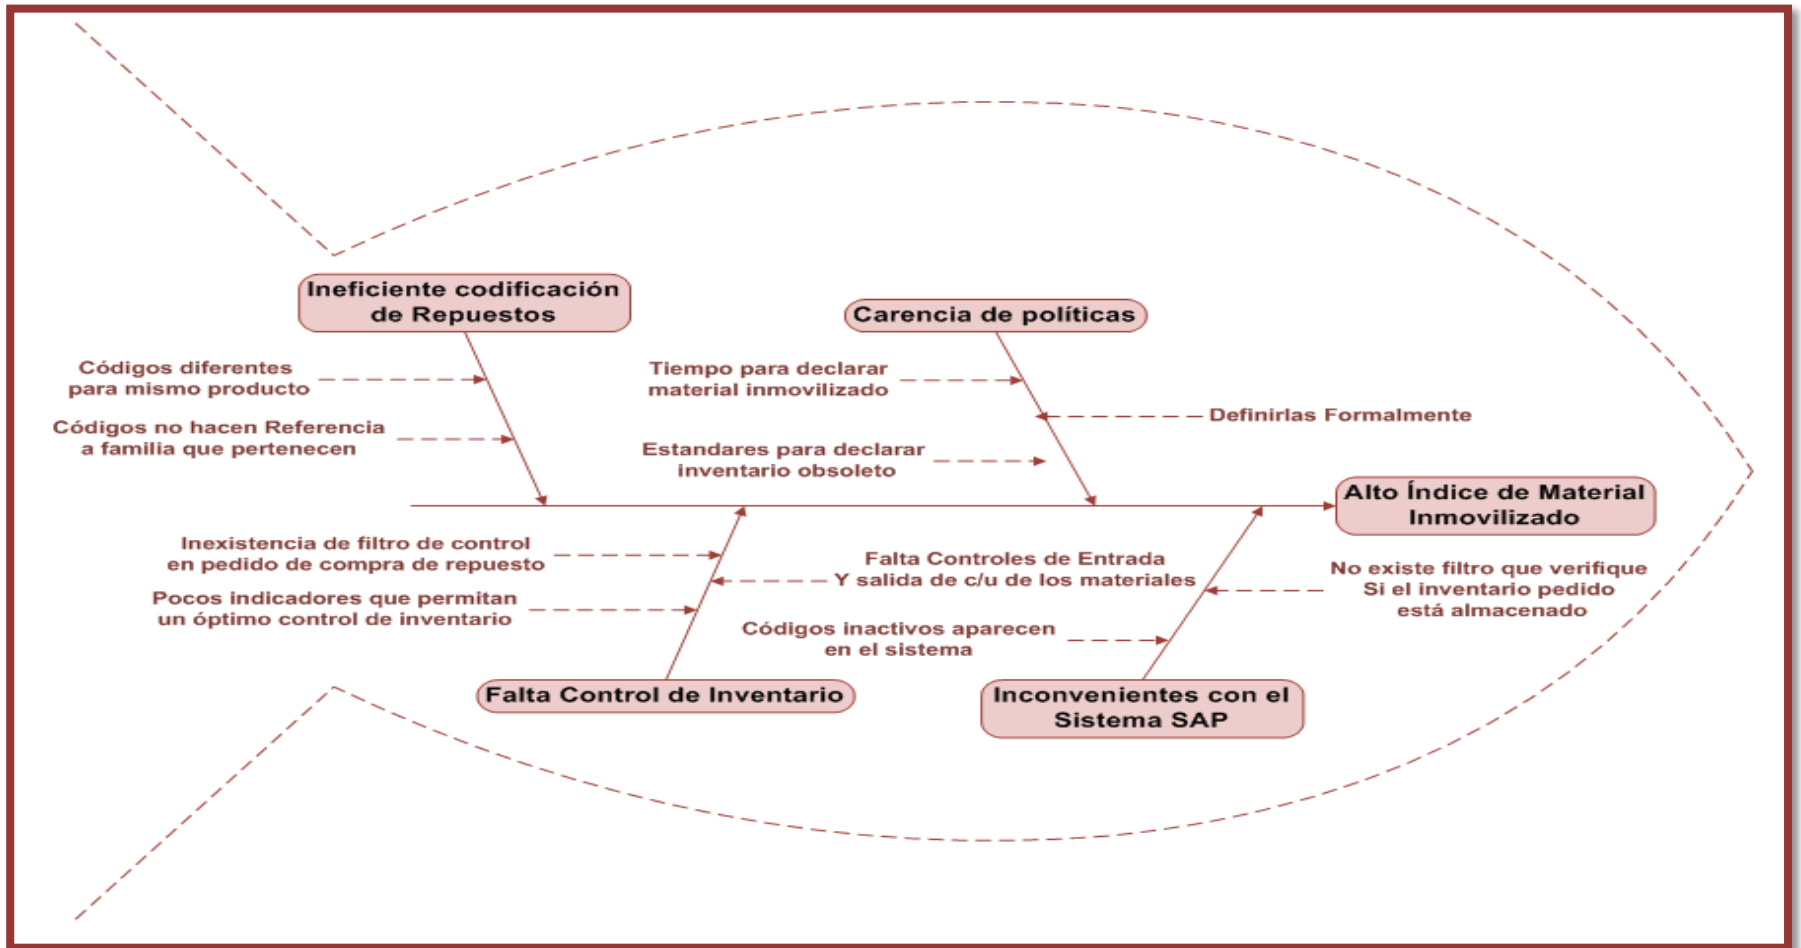 Ineficiente codificación
de Repuestos
Carencia de políticas
Códigos diferentes
para mismo producto
Tiempo para declarar
material inmovilizado
Códigos no hacen Referencia
a familia que pertenecen
Definirlas Formalmente
Estandares para declarar
inventario obsoleto
Alto Índice de Material
Inmovilizado
Inexistencia de filtro de control
en pedido de compra de repuesto
Falta Controles de Entrada
Y salida de c/u de los materiales
No existe filtro que verifique
Si el inventario pedido
está almacenado
Pocos indicadores que permitan
un óptimo control de inventario
Códigos inactivos aparecen
en el sistema
Falta Control de Inventario
Inconvenientes con el
Sistema SAP